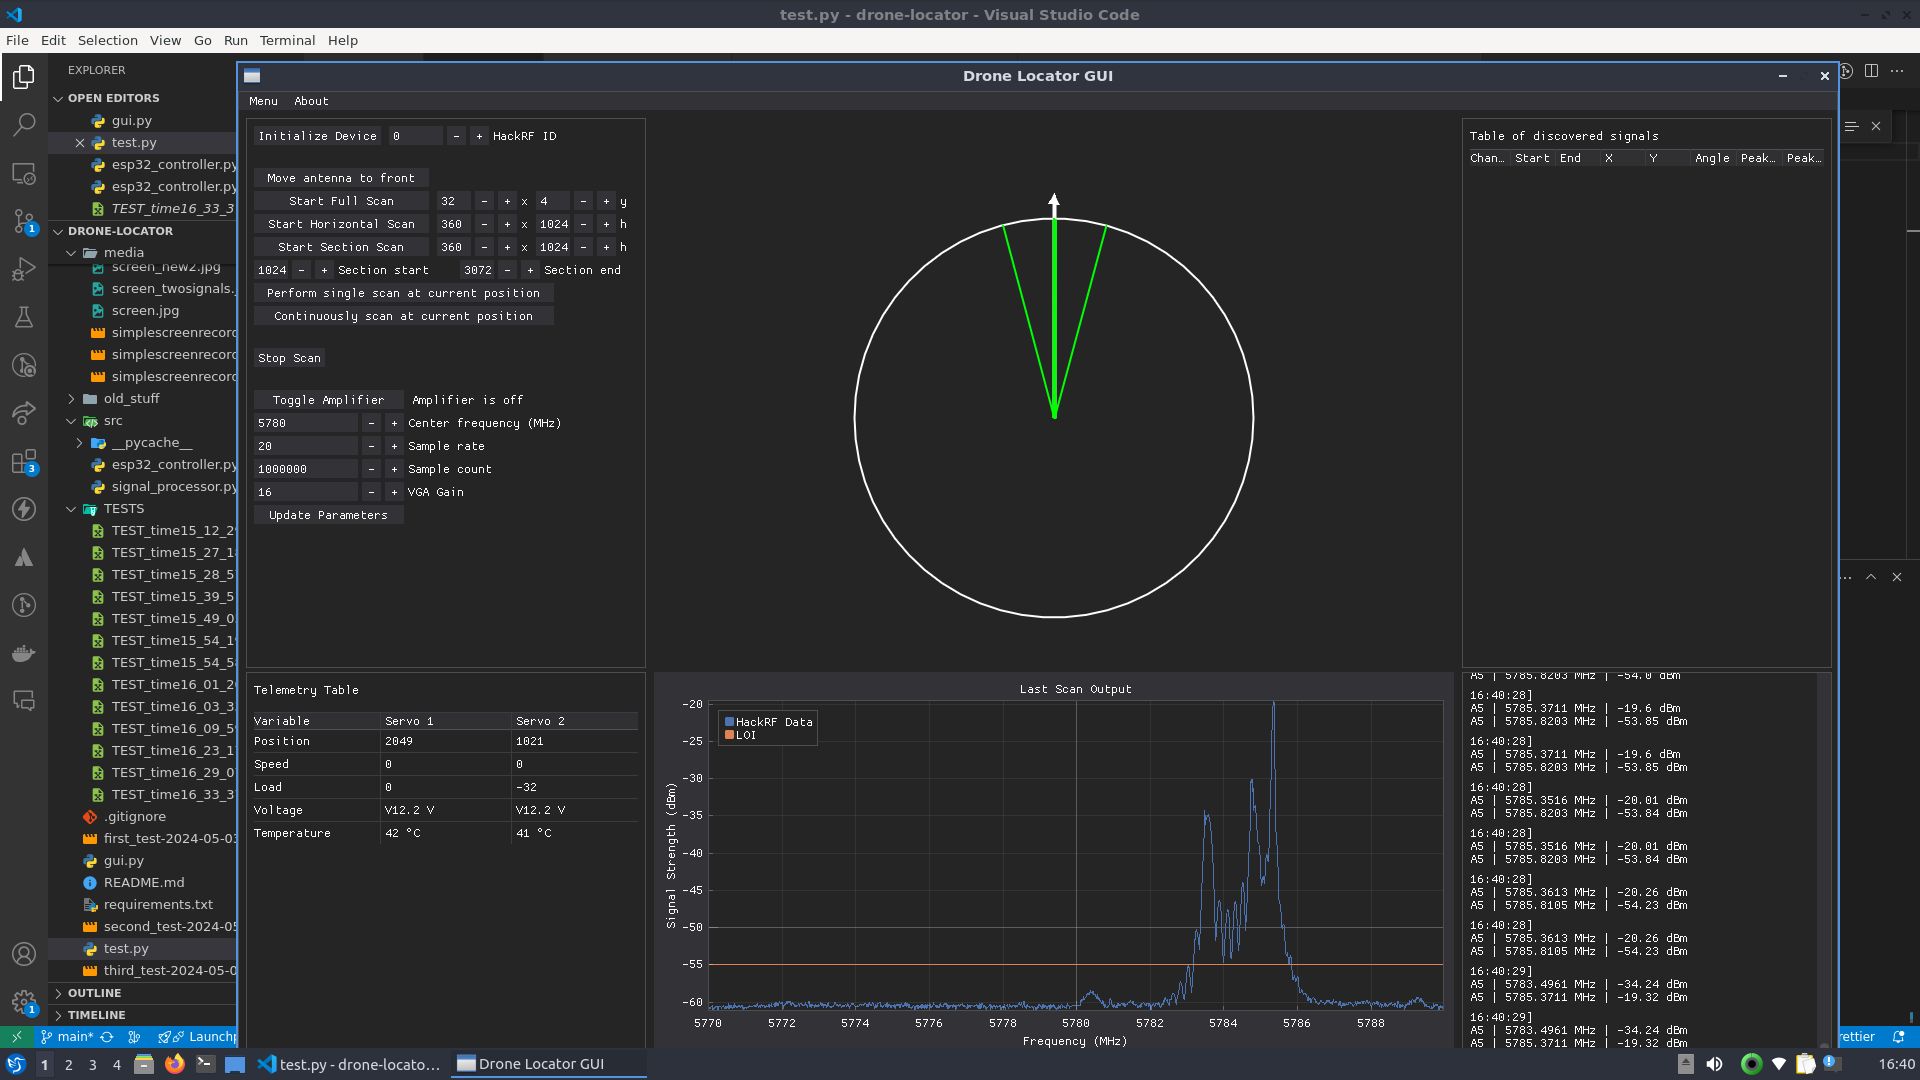 test.py - drone-locator - Visual Studio Code
File Edit Selection View Go Run Terminal Help
EXPLORER
OPEN EDITORS
gui.py
test.py
esp32_controller.py
esp32_controller.py
TEST_time16_33_3
DRONE-LOCATOR
media
screen_new2.jpg
screen_twosignals.
screen.jpg
simplescreenrecord
simplescreenrecord
simplescreenrecord
old_stuff
src
__pycache__
esp32_controller.py
signal_processor.py
TESTS
TEST_time15_12_2
TEST_time15_27_1
TEST_time15_28_5
TEST_time15_39_5
TEST_time15_49_0
TEST_time15_54_1
TEST_time15_54_5
TEST_time16_01_2
TEST_time16_03_3
TEST_time16_09_5
TEST_time16_23_1
TEST_time16_29_0
TEST_time16_33_3
.gitignore
first_test-2024-05-03
gui.py
README.md
requirements.txt
second_test-2024-05
test.py
third_test-2024-05-0
OUTLINE
TIMELINE
1
3
1
main*
Launchp
rettier
Drone Locator GUI
Menu About
Initialize Device 0 - + HackRF ID
Move antenna to front
Start Full Scan 32 - + x 4 - + y
Start Horizontal Scan 360 - + x 1024 - + h
Start Section Scan 360 - + x 1024 - + h
1024 - + Section start 3072 - + Section end
Perform single scan at current position
Continuously scan at current position
Stop Scan
Toggle Amplifier Amplifier is off
5780 - + Center frequency (MHz)
20 - + Sample rate
1000000 - + Sample count
16 - + VGA Gain
Update Parameters
Table of discovered signals
Chan… Start End X Y Angle Peak… Peak…
Telemetry Table
Variable Servo 1 Servo 2
Position 2049 1021
Speed 0 0
Load 0 -32
Voltage V12.2 V V12.2 V
Temperature 42 °C 41 °C
Last Scan Output
HackRF Data
LOI
Signal Strength (dBm)
-20
-25
-30
-35
-40
-45
-50
-55
-60
5770 5772 5774 5776 5778 5780 5782 5784 5786 5788
Frequency (MHz)
A5 | 5785.8203 MHz | -54.0 dBm
16:40:28]
A5 | 5785.3711 MHz | -19.6 dBm
A5 | 5785.8203 MHz | -53.85 dBm
16:40:28]
A5 | 5785.3711 MHz | -19.6 dBm
A5 | 5785.8203 MHz | -53.85 dBm
16:40:28]
A5 | 5785.3516 MHz | -20.01 dBm
A5 | 5785.8203 MHz | -53.84 dBm
16:40:28]
A5 | 5785.3516 MHz | -20.01 dBm
A5 | 5785.8203 MHz | -53.84 dBm
16:40:28]
A5 | 5785.3613 MHz | -20.26 dBm
A5 | 5785.8105 MHz | -54.23 dBm
16:40:28]
A5 | 5785.3613 MHz | -20.26 dBm
A5 | 5785.8105 MHz | -54.23 dBm
16:40:29]
A5 | 5783.4961 MHz | -34.24 dBm
A5 | 5785.3711 MHz | -19.32 dBm
16:40:29]
A5 | 5783.4961 MHz | -34.24 dBm
A5 | 5785.3711 MHz | -19.32 dBm
1 2 3 4 test.py - drone-locato... Drone Locator GUI 16:40